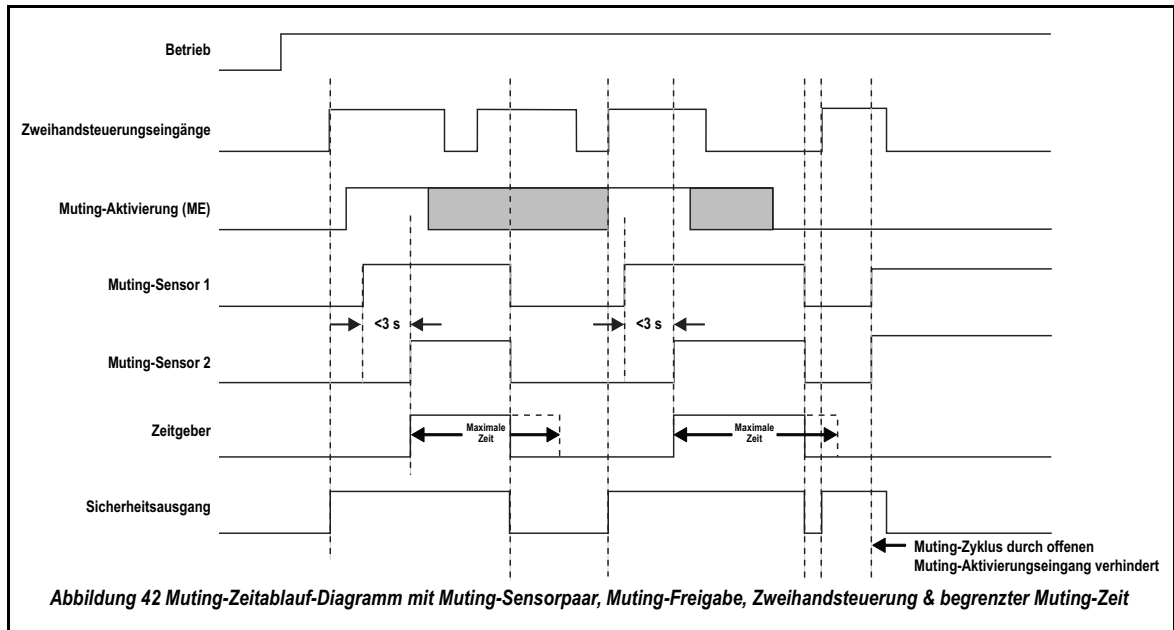 Betrieb
Zweihandsteuerungseingänge
Muting-Aktivierung (ME)
Muting-Sensor 1
<3 s
<3 s
Muting-Sensor 2
Zeitgeber
Maximale
Zeit
Maximale
Zeit
Sicherheitsausgang
Muting-Zyklus durch offenen
Muting-Aktivierungseingang verhindert
Abbildung 42 Muting-Zeitablauf-Diagramm mit Muting-Sensorpaar, Muting-Freigabe, Zweihandsteuerung & begrenzter Muting-Zeit